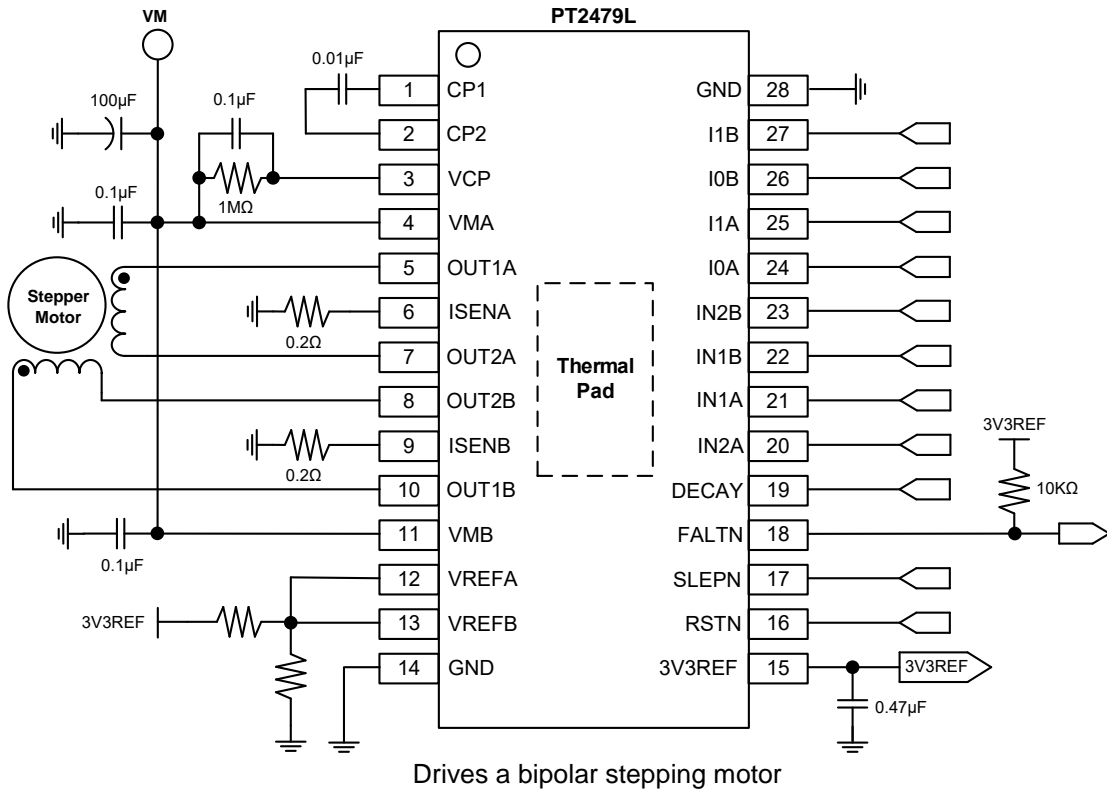 VM
PT2479L
0.01µF
100µF
0.1µF
1 CP1
GND 28
2 CP2
I1B 27
3 VCP
I0B 26
0.1µF
1MΩ
4 VMA
I1A 25
5 OUT1A
I0A 24
Stepper
Motor
6 ISENA
IN2B 23
0.2Ω
7 OUT2A
IN1B 22
Thermal
Pad
8 OUT2B
IN1A 21
3V3REF
9 ISENB
IN2A 20
0.2Ω
10 OUT1B
DECAY 19
10KΩ
11 VMB
FALTN 18
0.1µF
12 VREFA
SLEPN 17
3V3REF
13 VREFB
RSTN 16
14 GND
3V3REF 15
3V3REF
0.47µF
Drives a bipolar stepping motor